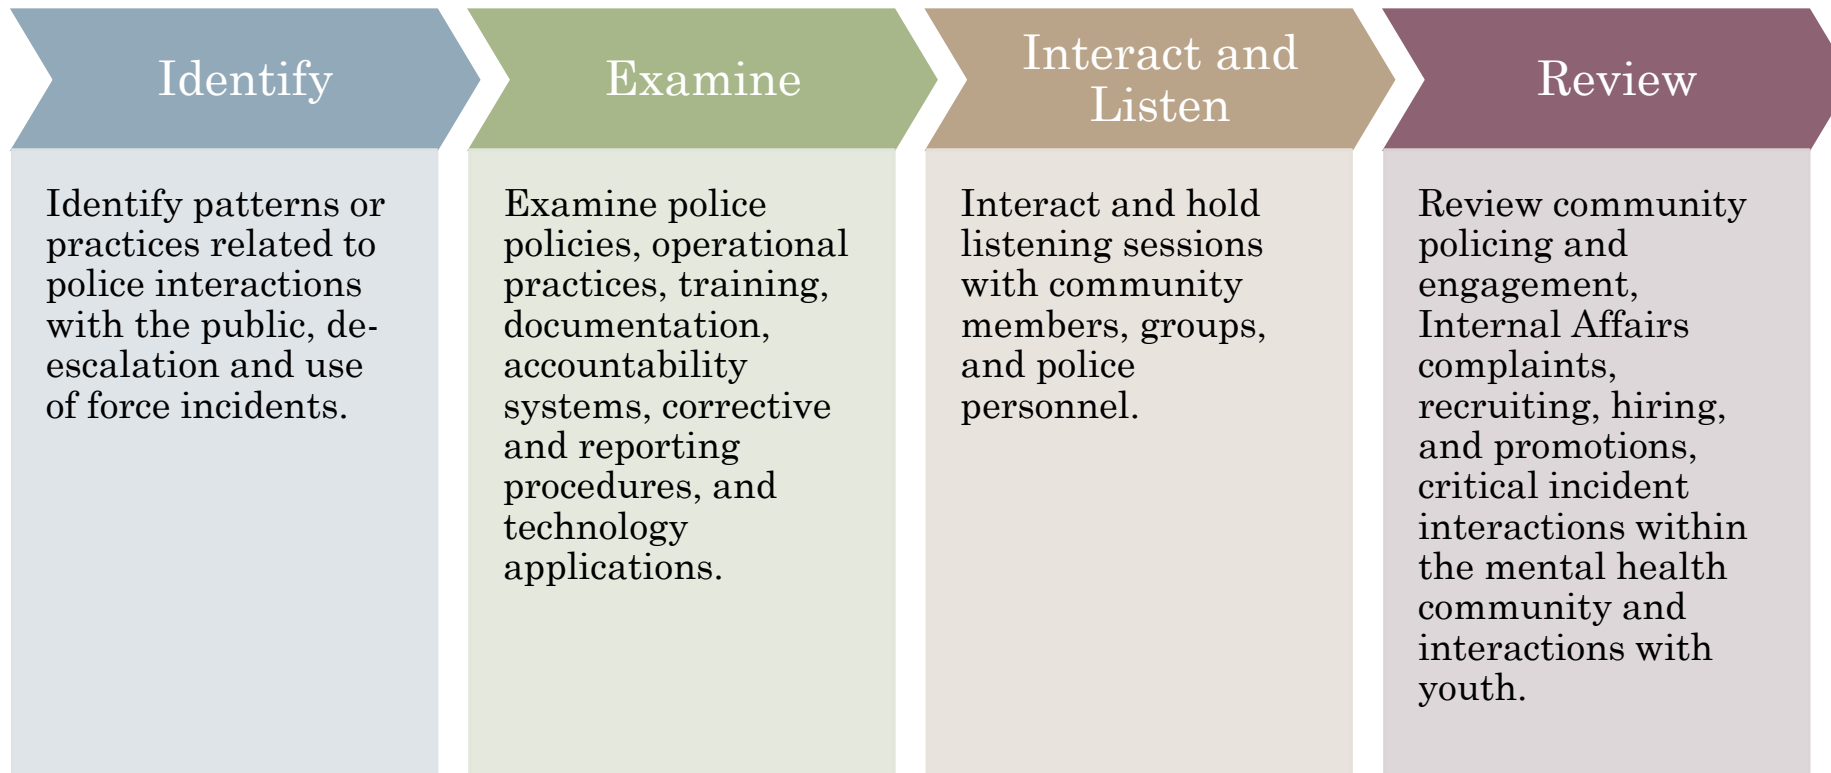 Identify
Identify patterns or
practices related to
police interactions
with the public, de-
escalation and use
of force incidents.
Examine
Examine police
policies, operational
practices, training,
documentation,
accountability
systems, corrective
and reporting
procedures, and
technology
applications.
Interact and
Listen
Interact and hold
listening sessions
with community
members, groups,
and police
personnel.
Review
Review community
policing and
engagement,
Internal Affairs
complaints,
recruiting, hiring,
and promotions,
critical incident
interactions within
the mental health
community and
interactions with
youth.